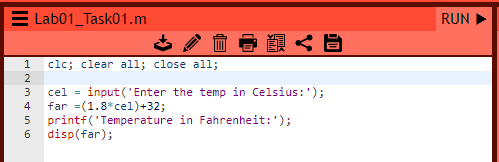 Lab01_Task01.m
RUN
1 clc; clear all; close all;
2
3 cel = input('Enter the temp in Celsius:');
4 far =(1.8*cel)+32;
5 printf('Temperature in Fahrenheit:');
6 disp(far);